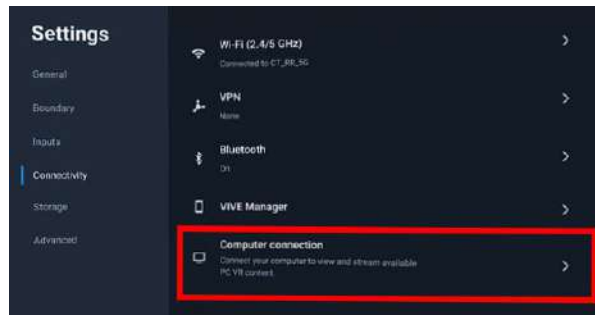 Settings
General
Boundary
Inputs
Connectivity
Storage
Advanced
Wi-Fi (2.4/5 GHz)
Connected to CT_RR_5G
VPN
None
Bluetooth
On
VIVE Manager
Computer connection
Connect your computer to view and stream available
PC VR content.